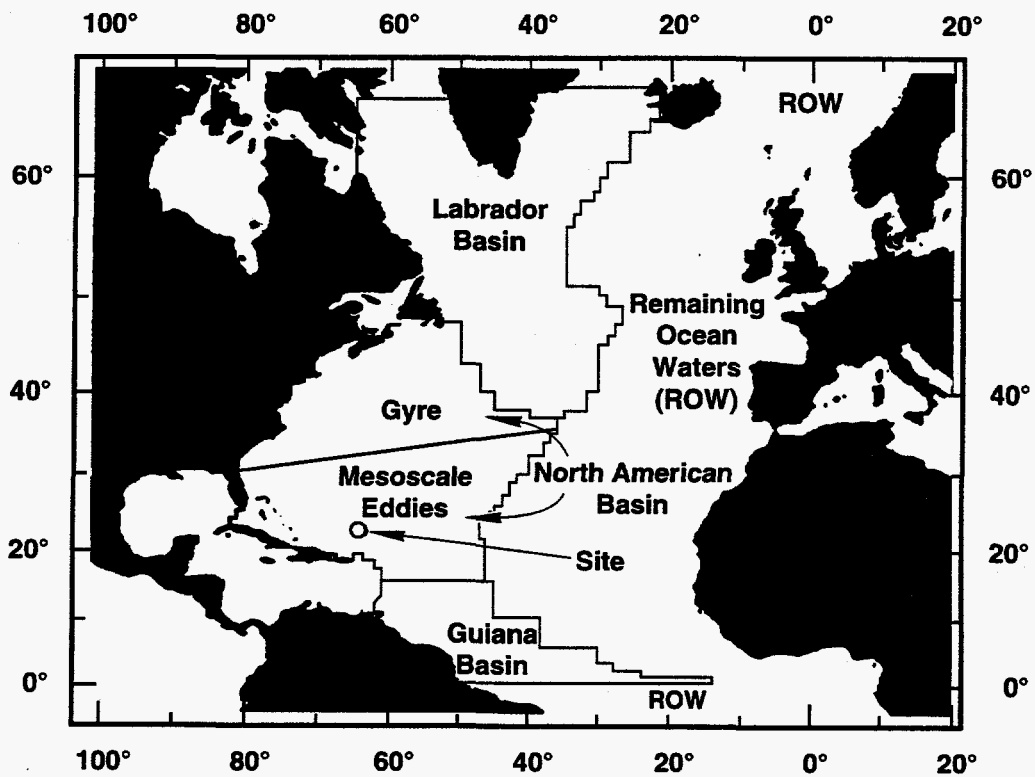 100° 80° 60° 40° 20° 0° 20°
ROW
60° 60°
Labrador
Basin
Remaining
Ocean
Waters
(ROW)
40° 40°
Gyre
North American
Basin
Mesoscale
Eddies
20° 20°
Site
Guiana
Basin
0° 0°
ROW
100° 80° 60° 40° 20° 0° 20°